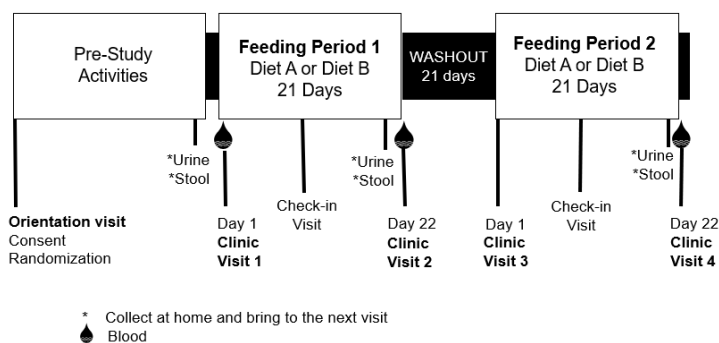 Pre-Study
Activities
Feeding Period 1
Diet A or Diet B
21 Days
WASHOUT
21 days
Feeding Period 2
Diet A or Diet B
21 Days
*Urine
*Stool
*Urine
*Stool
*Urine
*Stool
Orientation visit
Consent
Randomization
Day 1
Clinic
Visit 1
Check-in
Visit
Day 22
Clinic
Visit 2
Day 1
Clinic
Visit 3
Check-in
Visit
Day 22
Clinic
Visit 4
* Collect at home and bring to the next visit
Blood